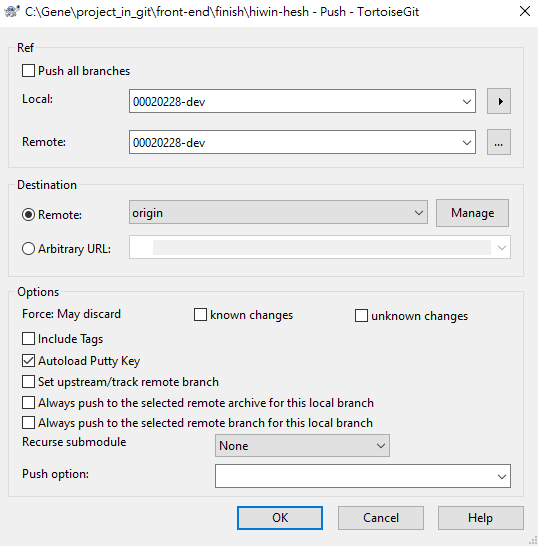 C:\Gene\project_in_git\front-end\finish\hiwin-hesh - Push - TortoiseGit
Ref
Push all branches
Local: 00020228-dev
Remote: 00020228-dev ...
Destination
Remote: origin Manage
Arbitrary URL:
Options
Force: May discard known changes unknown changes
Include Tags
Autoload Putty Key
Set upstream/track remote branch
Always push to the selected remote archive for this local branch
Always push to the selected remote branch for this local branch
Recurse submodule None
Push option:
OK Cancel Help